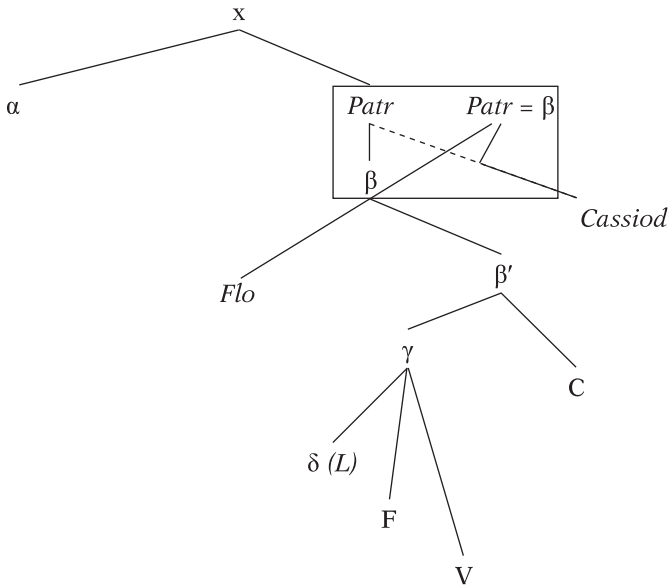 x
α
Patr Patr = β
β
Cassiod
Flo
β′
γ
C
δ (L)
F
V